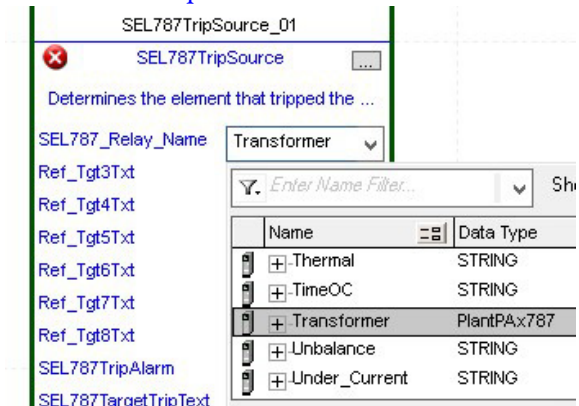 SEL787TripSource_01
SEL787TripSource ...
Determines the element that tripped the ...
SEL787_Relay_Name Transformer
Ref_Tgt3Txt
Enter Name Filter...
Ref_Tgt4Txt
Ref_Tgt5Txt
Name Data Type
Ref_Tgt6Txt
Thermal STRING
Ref_Tgt7Txt
TimeOC STRING
Transformer PlantPAx787
Ref_Tgt8Txt
Unbalance STRING
SEL787TripAlarm
Under_Current STRING
SEL787TargetTripText